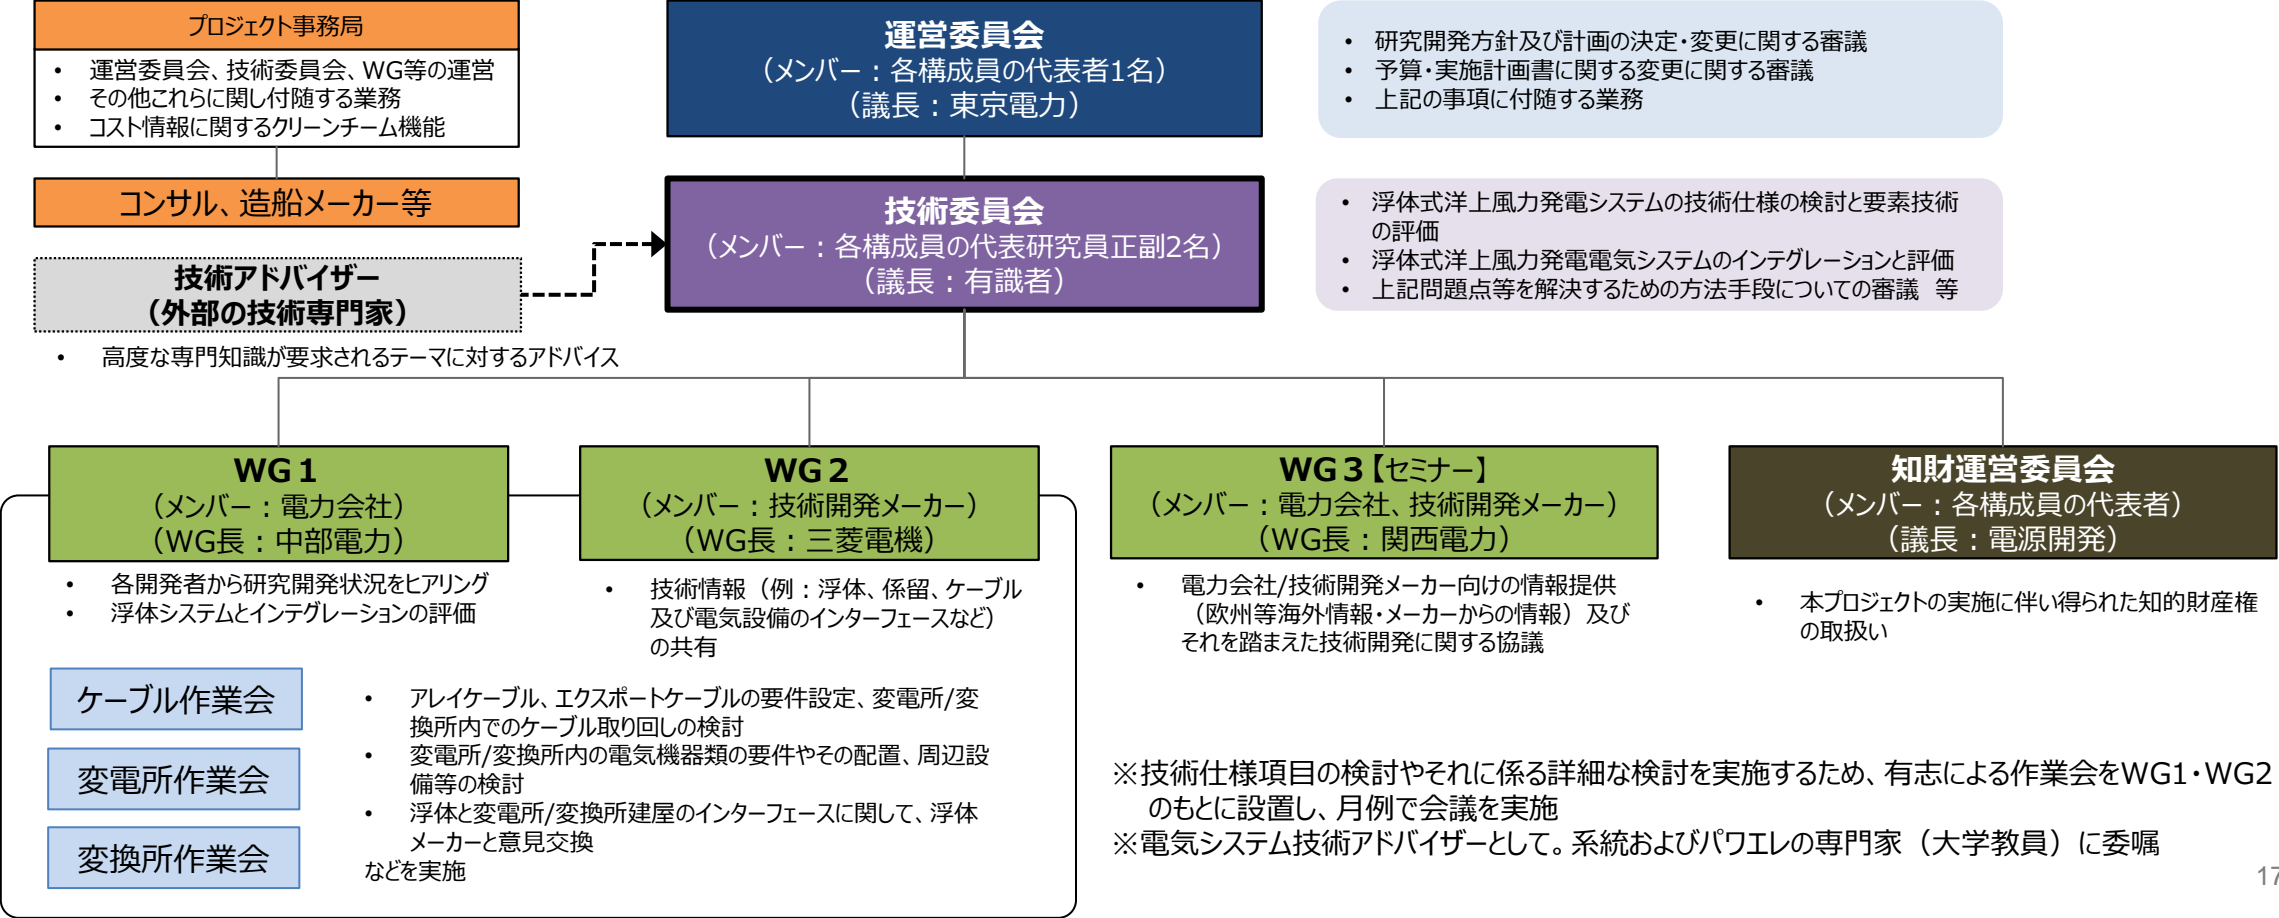 プロジェクト事務局
• 運営委員会、技術委員会、WG等の運営
• その他これらに関し付随する業務
• コスト情報に関するクリーンチーム機能
コンサル、造船メーカー等
技術アドバイザー
（外部の技術専門家）
• 高度な専門知識が要求されるテーマに対するアドバイス
運営委員会
（メンバー：各構成員の代表者1名）
（議長：東京電力）
• 研究開発方針及び計画の決定・変更に関する審議
• 予算・実施計画書に関する変更に関する審議
• 上記の事項に付随する業務
技術委員会
（メンバー：各構成員の代表研究員正副2名）
（議長：有識者）
• 浮体式洋上風力発電システムの技術仕様の検討と要素技術
の評価
• 浮体式洋上風力発電電気システムのインテグレーションと評価
• 上記問題点等を解決するための方法手段についての審議 等
WG１
（メンバー：電力会社）
（WG長：中部電力）
• 各開発者から研究開発状況をヒアリング
• 浮体システムとインテグレーションの評価
WG２
（メンバー：技術開発メーカー）
（WG長：三菱電機）
• 技術情報（例：浮体、係留、ケーブル
及び電気設備のインターフェースなど）
の共有
WG３【セミナー】
（メンバー：電力会社、技術開発メーカー）
（WG長：関西電力）
• 電力会社/技術開発メーカー向けの情報提供
（欧州等海外情報・メーカーからの情報）及び
それを踏まえた技術開発に関する協議
知財運営委員会
（メンバー：各構成員の代表者）
（議長：電源開発）
• 本プロジェクトの実施に伴い得られた知的財産権
の取扱い
ケーブル作業会
変電所作業会
変換所作業会
• アレイケーブル、エクスポートケーブルの要件設定、変電所/変
換所内でのケーブル取り回しの検討
• 変電所/変換所内の電気機器類の要件やその配置、周辺設
備等の検討
• 浮体と変電所/変換所建屋のインターフェースに関して、浮体
メーカーと意見交換
などを実施
※技術仕様項目の検討やそれに係る詳細な検討を実施するため、有志による作業会をWG1・WG2
のもとに設置し、月例で会議を実施
※電気システム技術アドバイザーとして。系統およびパワエレの専門家（大学教員）に委嘱
17